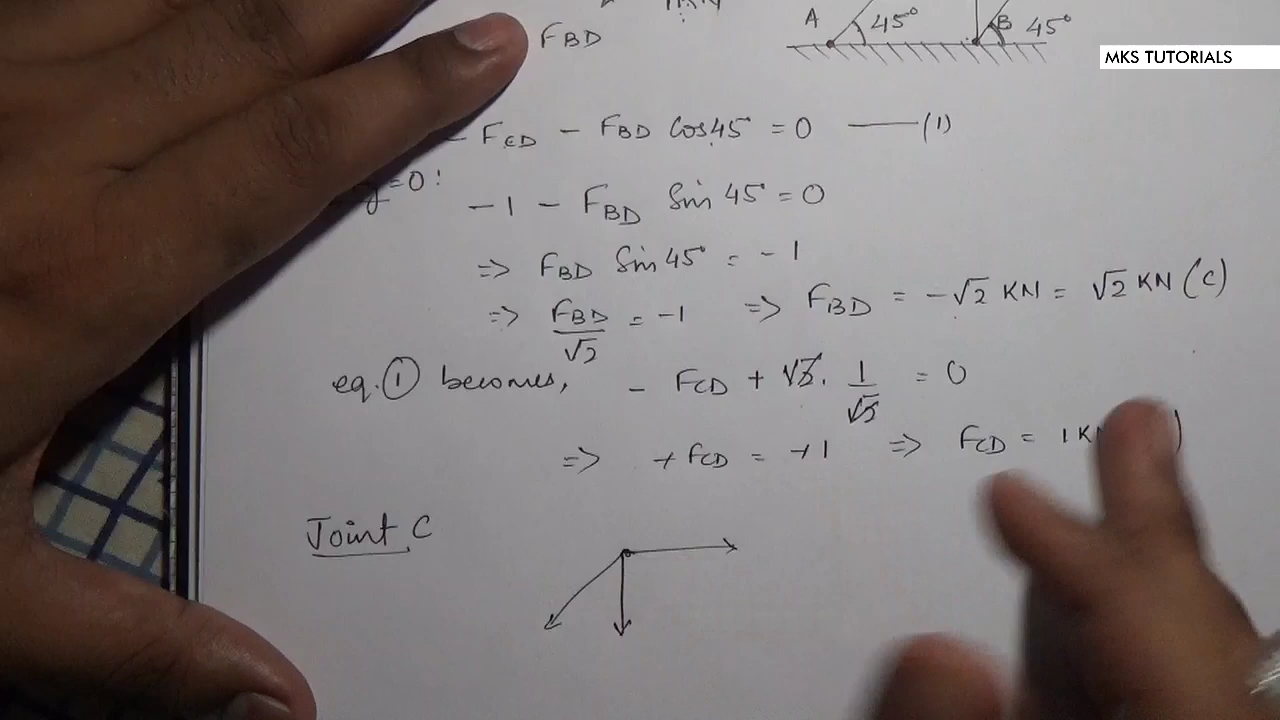 A 45° B 45°
MKS TUTORIALS
FBD
- FCD - FBD Cos45° = 0 —— (1)
y=0:
-1 - FBD Sin 45° = 0
=> FBD Sin 45° = -1
=> FBD/√2 = -1 => FBD = -√2 KN = √2 KN (C)
eq. ① becomes, - FCD + √2 . 1/√2 = 0
=> +FCD = +1 => FCD = 1 K
Joint C